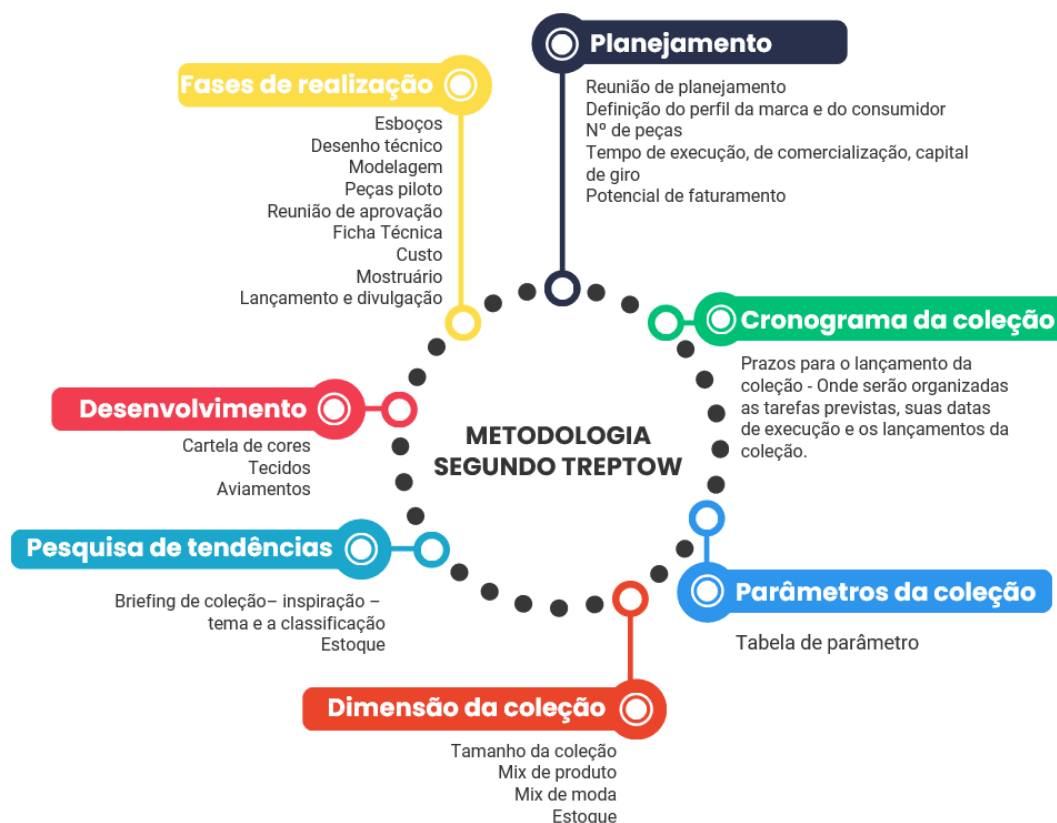 Planejamento
Reunião de planejamento
Definição do perfil da marca e do consumidor
Nº de peças
Tempo de execução, de comercialização, capital
de giro
Potencial de faturamento
Cronograma da coleção
Prazos para o lançamento da
coleção - Onde serão organizadas
as tarefas previstas, suas datas
de execução e os lançamentos da
coleção.
Parâmetros da coleção
Tabela de parâmetro
Dimensão da coleção
Tamanho da coleção
Mix de produto
Mix de moda
Estoque
Pesquisa de tendências
Briefing de coleção– inspiração –
tema e a classificação
Estoque
Desenvolvimento
Cartela de cores
Tecidos
Aviamentos
Fases de realização
Esboços
Desenho técnico
Modelagem
Peças piloto
Reunião de aprovação
Ficha Técnica
Custo
Mostruário
Lançamento e divulgação
METODOLOGIA
SEGUNDO TREPTOW